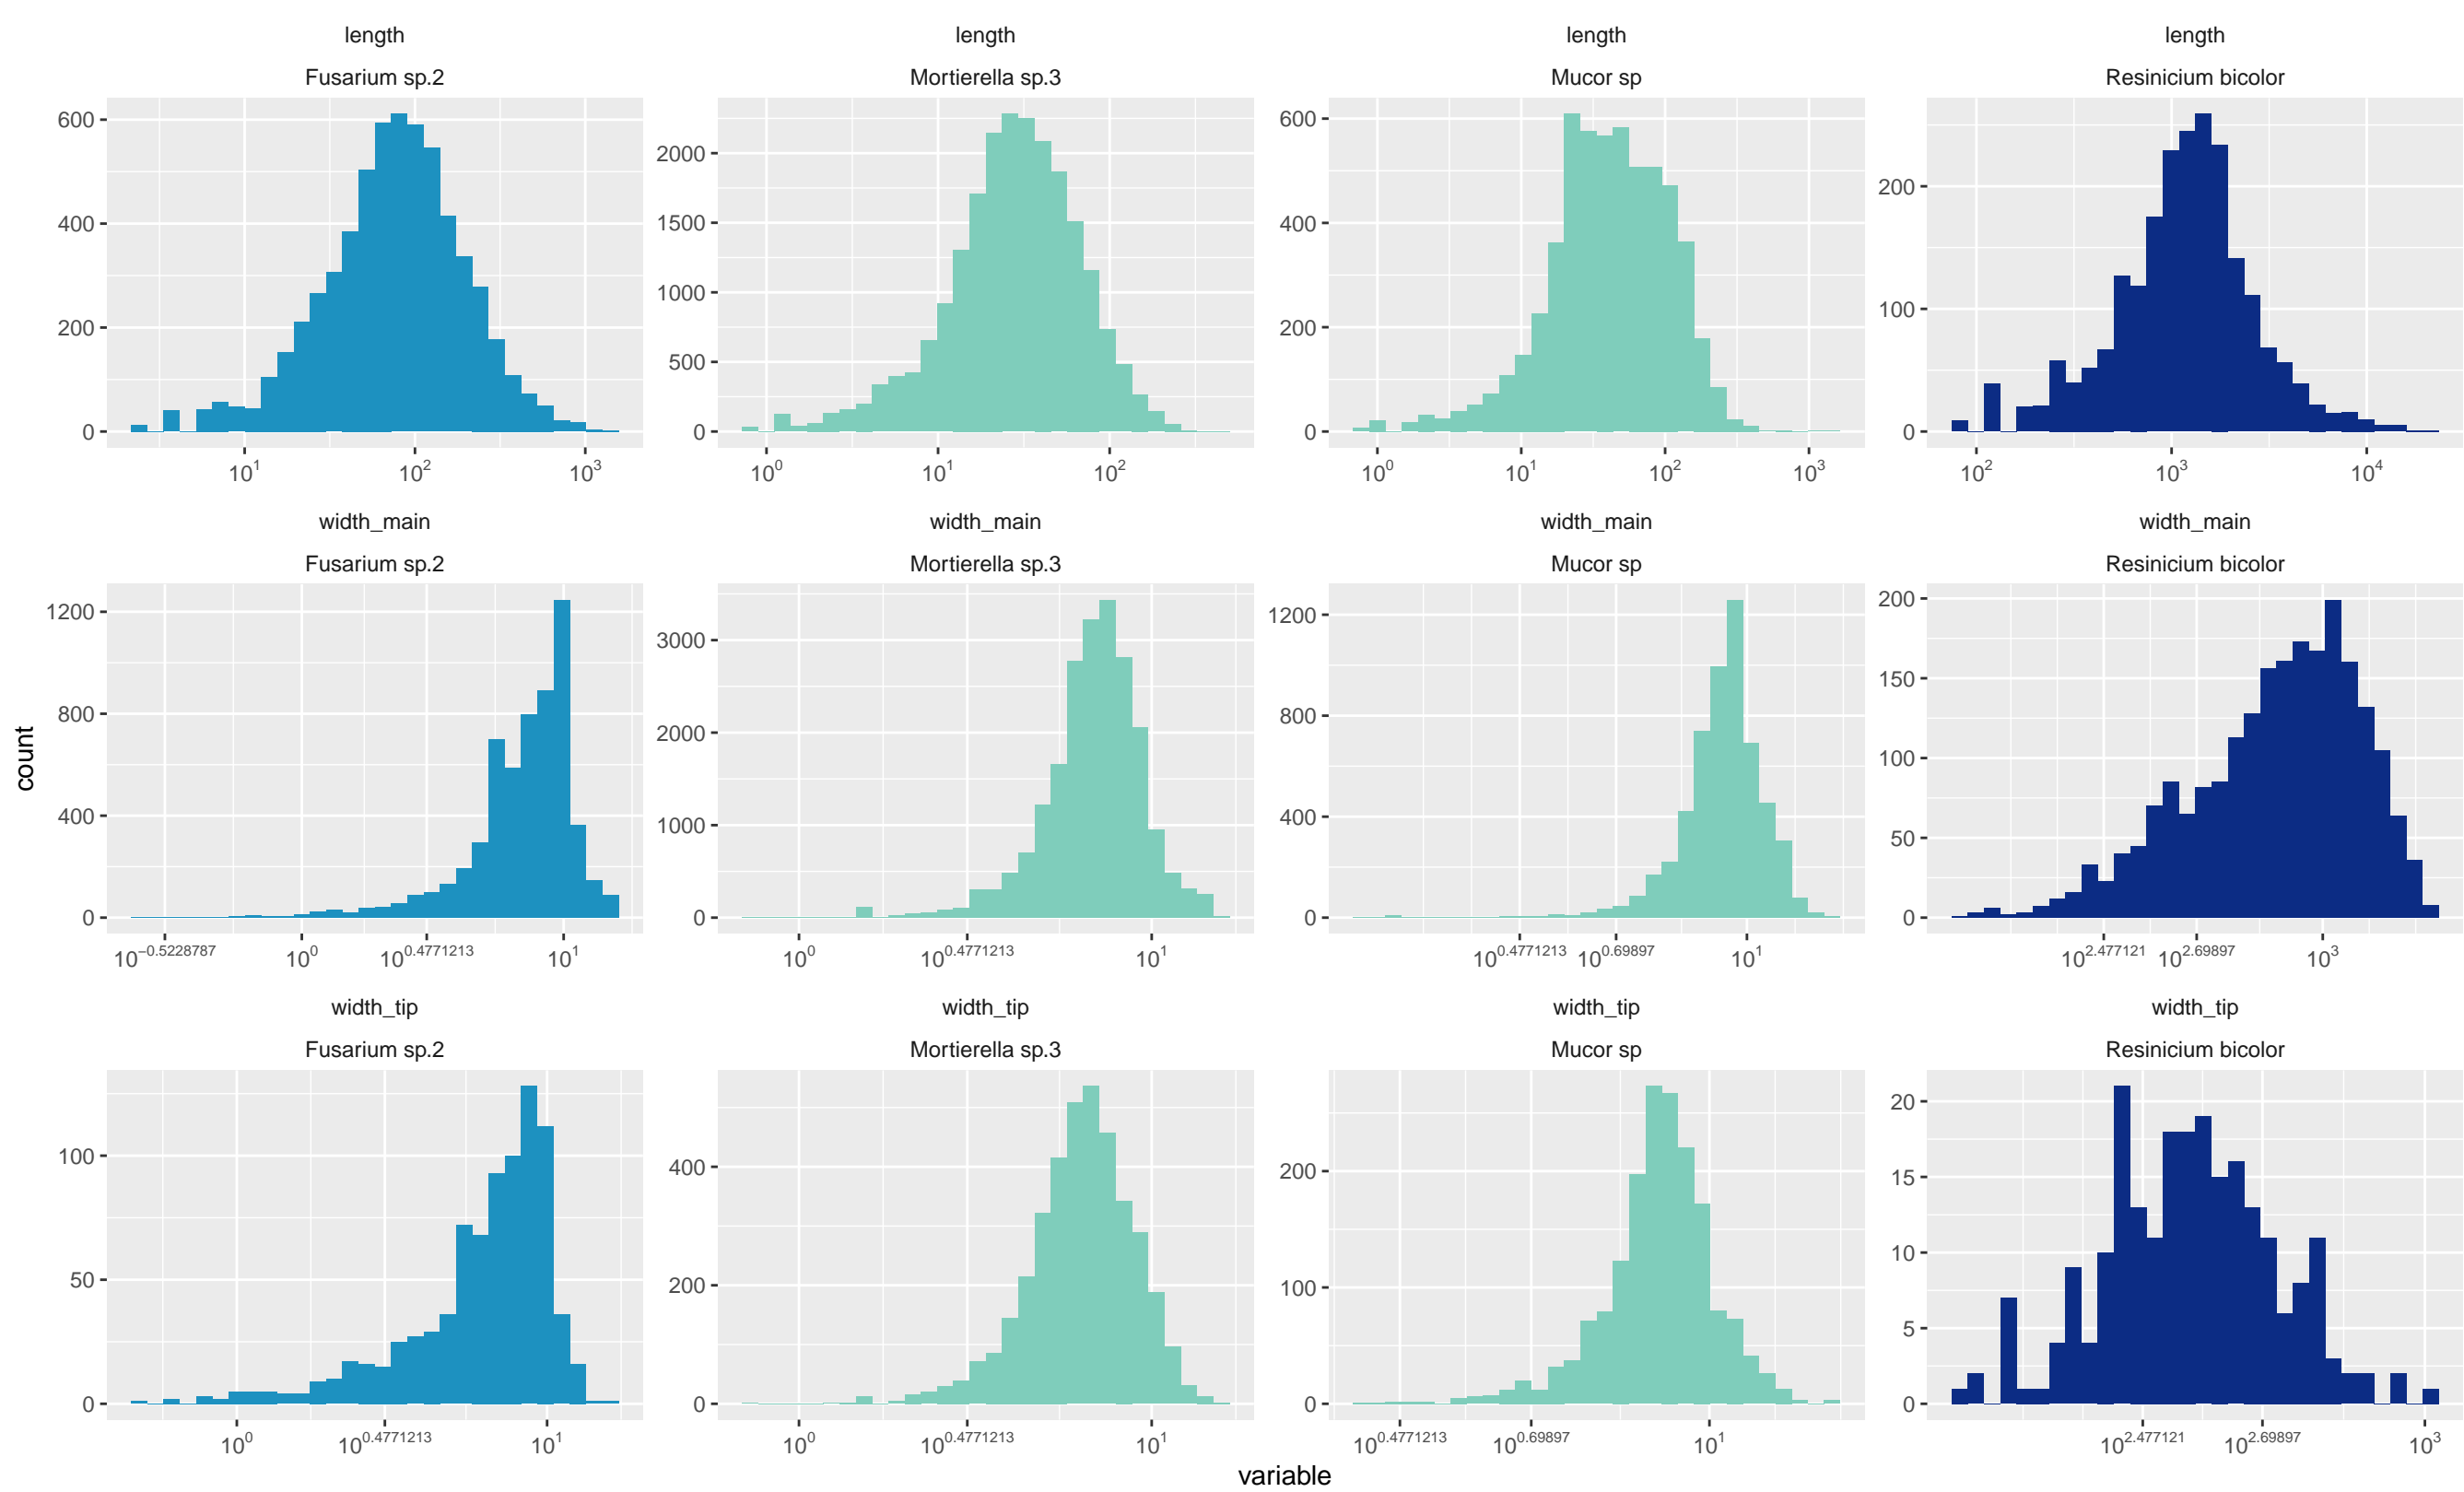 length length length length
Fusarium sp.2 Mortierella sp.3 Mucor sp Resinicium bicolor
600 400 200 0
2000 1500 1000 500 0
600 400 200 0
200 100 0
10^1 10^2 10^3
10^0 10^1 10^2
10^0 10^1 10^2 10^3
10^2 10^3 10^4
width_main width_main width_main width_main
Fusarium sp.2 Mortierella sp.3 Mucor sp Resinicium bicolor
1200 800 400 0
3000 2000 1000 0
1200 800 400 0
200 150 100 50 0
10^−0.5228787 10^0 10^0.4771213 10^1
10^0 10^0.4771213 10^1
10^0.4771213 10^0.69897 10^1
10^2.477121 10^2.69897 10^3
count
width_tip width_tip width_tip width_tip
Fusarium sp.2 Mortierella sp.3 Mucor sp Resinicium bicolor
100 50 0
400 200 0
200 100 0
20 15 10 5 0
10^0 10^0.4771213 10^1
10^0 10^0.4771213 10^1
10^0.4771213 10^0.69897 10^1
10^2.477121 10^2.69897 10^3
variable